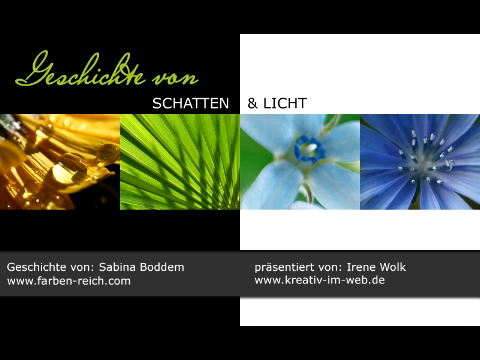 Geschichte von
SCHATTEN & LICHT
Geschichte von: Sabina Boddem
www.farben-reich.com
präsentiert von: Irene Wolk
www.kreativ-im-web.de